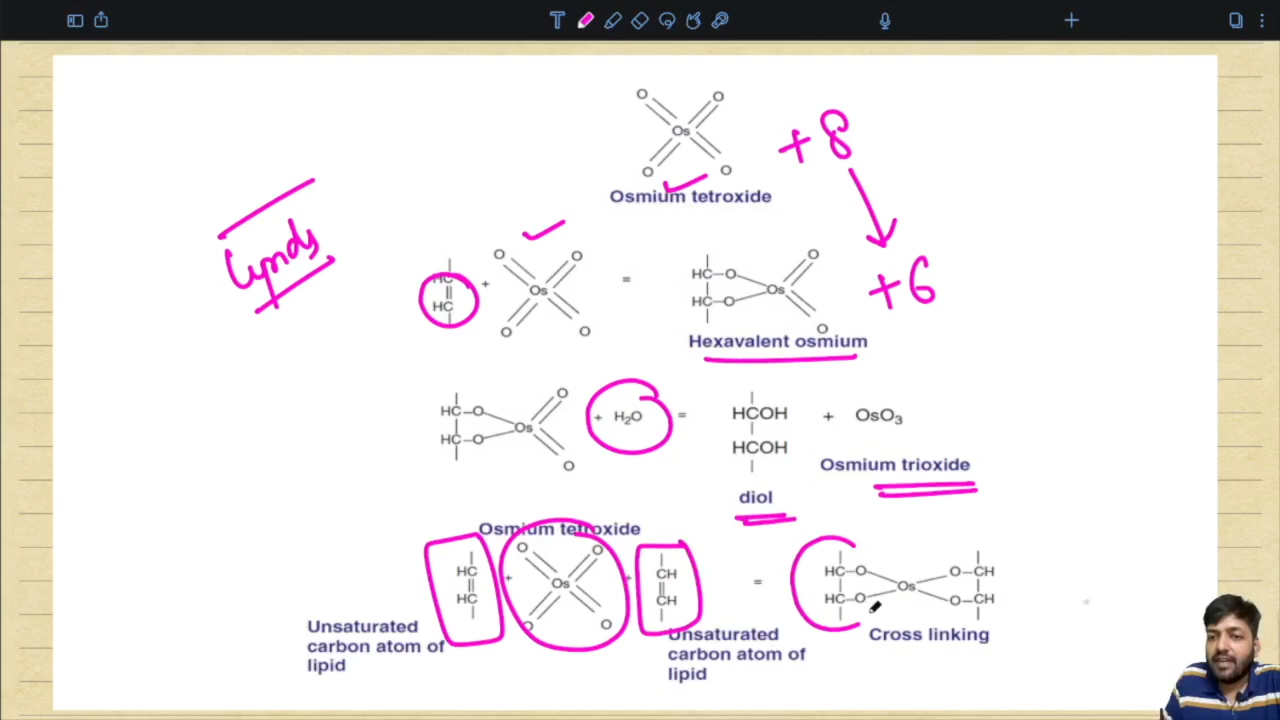 O O
Os
O O
Osmium tetroxide
+8
Lipids
HC
HC
+
O O
Os
O O
=
HC-O
HC-O
Os
O
O
Hexavalent osmium
+6
HC-O
HC-O
Os
O
O
+ H₂O
=
HCOH
HCOH
diol
+ OsO₃
Osmium trioxide
Osmium tetroxide
HC
HC
+
O O
Os
O O
+
CH
CH
=
HC-O
HC-O
Os
O-CH
O-CH
Unsaturated
carbon atom of
lipid
Unsaturated
carbon atom of
lipid
Cross linking